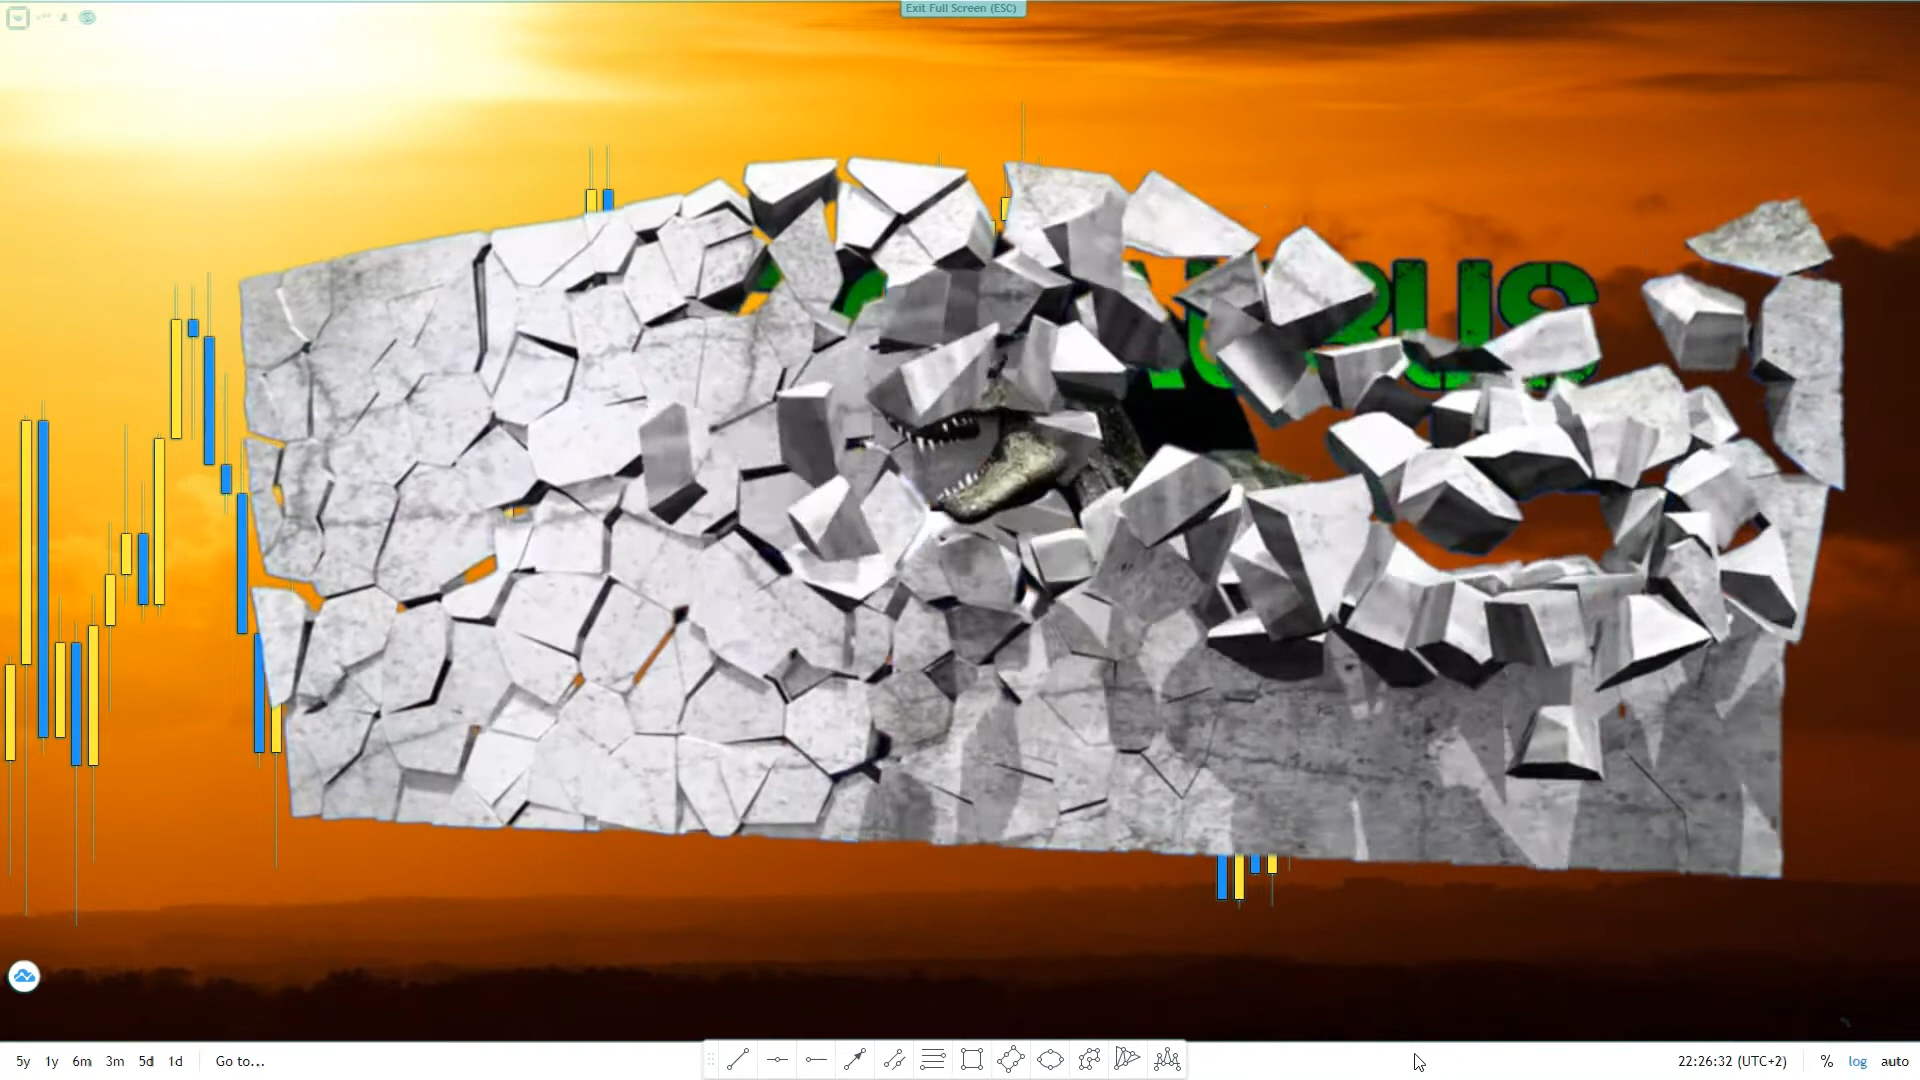 Exit Full Screen (ESC)
5y 1y 6m 3m 5d 1d Go to... 22:26:32 (UTC+2) % log auto